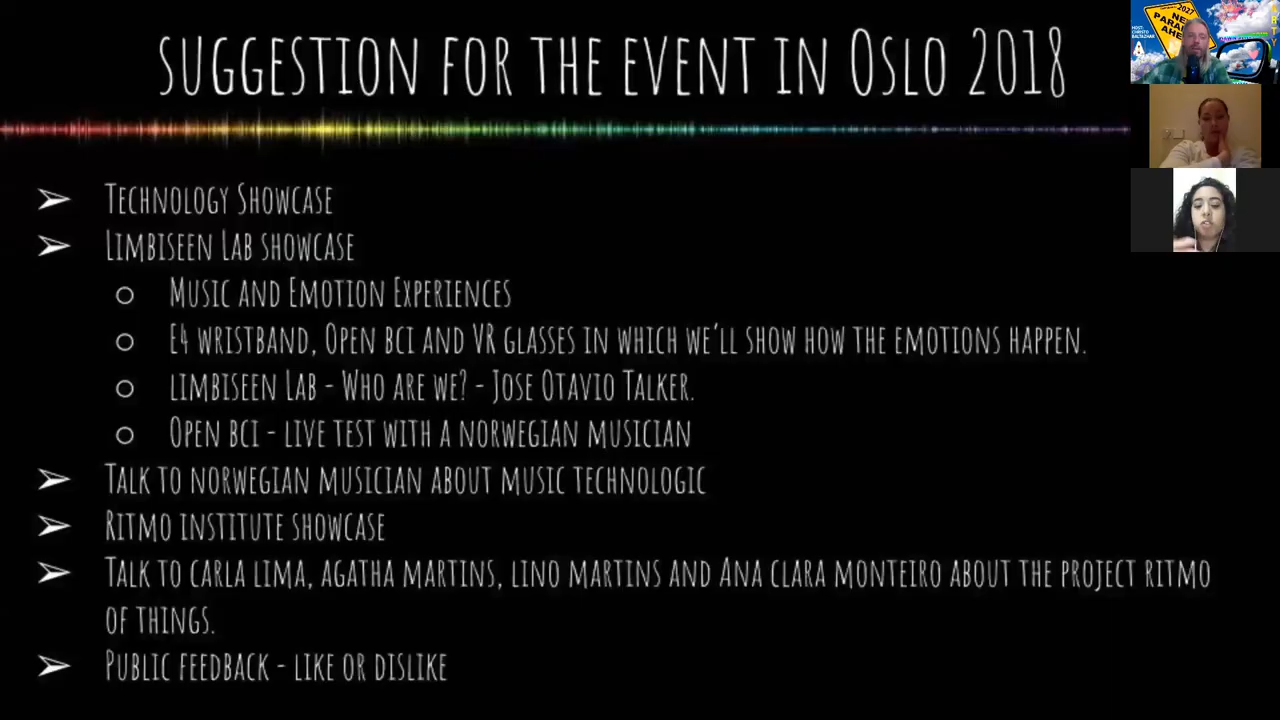 SUGGESTION FOR THE EVENT IN OSLO 2018
TECHNOLOGY SHOWCASE
LIMBISEEN LAB SHOWCASE
MUSIC AND EMOTION EXPERIENCES
E4 WRISTBAND, OPEN BCI AND VR GLASSES IN WHICH WE'LL SHOW HOW THE EMOTIONS HAPPEN.
LIMBISEEN LAB - WHO ARE WE? - JOSE OTAVIO TALKER.
OPEN BCI - LIVE TEST WITH A NORWEGIAN MUSICIAN
TALK TO NORWEGIAN MUSICIAN ABOUT MUSIC TECHNOLOGIC
RITMO INSTITUTE SHOWCASE
TALK TO CARLA LIMA, AGATHA MARTINS, LINO MARTINS AND ANA CLARA MONTEIRO ABOUT THE PROJECT RITMO
OF THINGS.
PUBLIC FEEDBACK - LIKE OR DISLIKE
2027
HOST:
CHRISTO